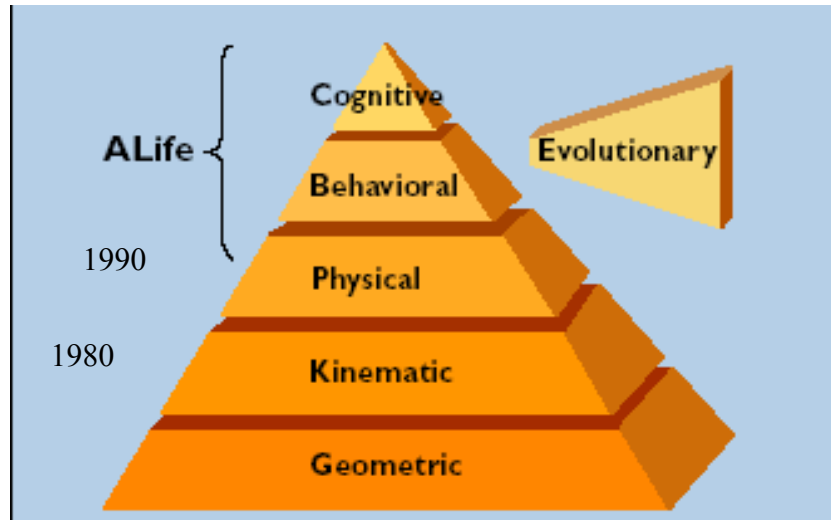 Cognitive
ALife
Evolutionary
Behavioral
1990
Physical
1980
Kinematic
Geometric